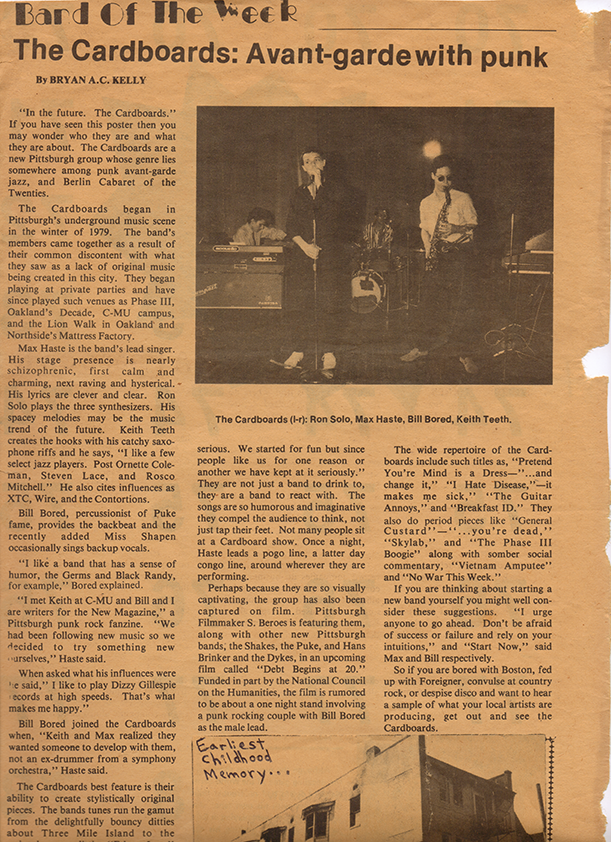 Band Of The Week
The Cardboards: Avant-garde with punk
By BRYAN A.C. KELLY
"In the future. The Cardboards."
If you have seen this poster then you
may wonder who they are and what
they are about. The Cardboards are a
new Pittsburgh group whose genre lies
somewhere among punk avant-garde
jazz, and Berlin Cabaret of the
Twenties.
The Cardboards began in
Pittsburgh's underground music scene
in the winter of 1979. The band's
members came together as a result of
their common discontent with what
they saw as a lack of original music
being created in this city. They began
playing at private parties and have
since played such venues as Phase III,
Oakland's Decade, C-MU campus,
and the Lion Walk in Oakland and
Northside's Mattress Factory.
Max Haste is the band's lead singer.
His stage presence is nearly
schizophrenic, first calm and
charming, next raving and hysterical.
His lyrics are clever and clear. Ron
Solo plays the three synthesizers. His
spacey melodies may be the music
trend of the future. Keith Teeth
creates the hooks with his catchy saxo-
phone riffs and he says, "I like a few
select jazz players. Post Ornette Cole-
man, Steven Lace, and Rosco
Mitchell." He also cites influences as
XTC, Wire, and the Contortions.
Bill Bored, percussionist of Puke
fame, provides the backbeat and the
recently added Miss Shapen
occasionally sings backup vocals.
"I like a band that has a sense of
humor, the Germs and Black Randy,
for example," Bored explained.
"I met Keih at C-MU and Bill and I
are writers for the New Magazine," a
Pittsburgh punk rock fanzine. "We
had been following new music so we
decided to try something new
ourselves," Haste said.
When asked what his influences were
he said," I like to play Dizzy Gillespie
records at high speeds. That's what
makes me happy."
Bill Bored joined the Cardboards
when, "Keith and Max realized they
wanted someone to develop with them,
not an ex-drummer from a symphony
orchestra," Haste said.
The Cardboards best feature is their
ability to create stylistically original
pieces. The bands tunes run the gamut
from the delightfully bouncy ditties
about Three Mile Island to the
The Cardboards (l-r): Ron Solo, Max Haste, Bill Bored, Keith Teeth.
serious. We started for fun but since
people like us for one reason or
another we have kept at it seriously."
They are not just a band to drink to,
they are a band to react with. The
songs are so humorous and imaginative
they compel the audience to think, not
just tap their feet. Not many people sit
at a Cardboard show. Once a night,
Haste leads a pogo line, a latter day
congo line, around wherever they are
performing.
Perhaps because they are so visually
captivating, the group has also been
captured on film. Pittsburgh
Filmmaker S. Beroes is featuring them,
along with other new Pittsburgh
bands, the Shakes, the Puke, and Hans
Brinker and the Dykes, in an upcoming
film called "Debt Begins at 20."
Funded in part by the National Council
on the Humanities, the film is rumored
to be about a one night stand involving
a punk rocking couple with Bill Bored
as the male lead.
The wide repertoire of the Card-
boards include such titles as, "Pretend
You're Mind is a Dress—"...and
change it," "I Hate Disease,"—it
makes me sick," "The Guitar
Annoys," and "Breakfast ID." They
also do period pieces like "General
Custard"—"...you're dead,"
"Skylab," and "The Phase III
Boogie" along with somber social
commentary, "Vietnam Amputee"
and "No War This Week."
If you are thinking about starting a
new band yourself you might well con-
sider these suggestions. "I urge
anyone to go ahead. Don't be afraid
of success or failure and rely on your
intuitions," and "Start Now," said
Max and Bill respectively.
So if you are bored with Boston, fed
up with Foreigner, convulse at country
rock, or despise disco and want to hear
a sample of what your local artists are
producing, get out and see the
Cardboards.
Earliest
Childhood
Memory...